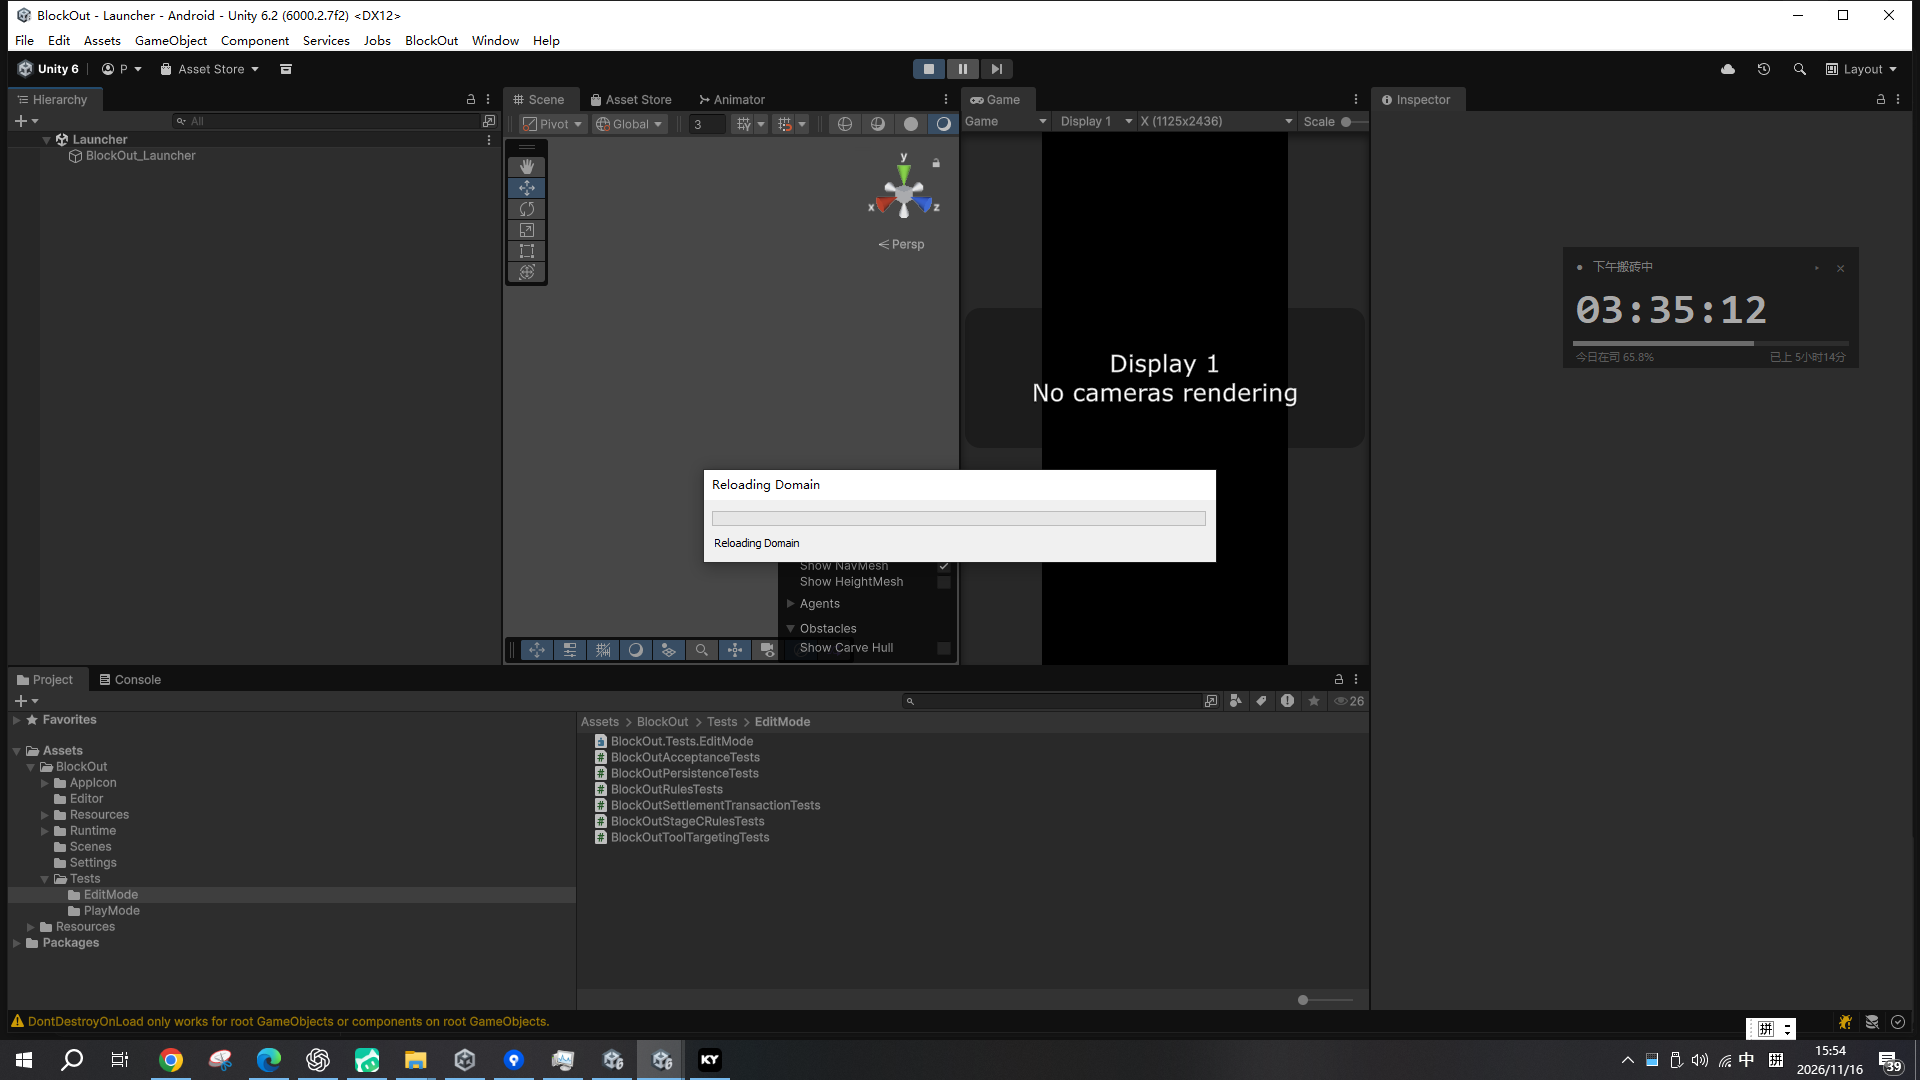 BlockOut - Launcher - Android - Unity 6.2 (6000.2.7f2) <DX12>
File Edit Assets GameObject Component Services Jobs BlockOut Window Help
Unity 6 P Asset Store Layout
Hierarchy
All
Launcher
BlockOut_Launcher
Scene Asset Store Animator
Pivot Global 3
y
x
z
Persp
Show NavMesh
Show HeightMesh
Agents
Obstacles
Show Carve Hull
Game
Game Display 1 X (1125x2436) Scale
Display 1
No cameras rendering
Inspector
下午搬砖中
03:35:12
今日在司 65.8% 已上 5小时14分
Reloading Domain
Reloading Domain
Project Console
26
Favorites
Assets
BlockOut
AppIcon
Editor
Resources
Runtime
Scenes
Settings
Tests
EditMode
PlayMode
Resources
Packages
Assets > BlockOut > Tests > EditMode
BlockOut.Tests.EditMode
BlockOutAcceptanceTests
BlockOutPersistenceTests
BlockOutRulesTests
BlockOutSettlementTransactionTests
BlockOutStageCRulesTests
BlockOutToolTargetingTests
DontDestroyOnLoad only works for root GameObjects or components on root GameObjects.
拼
KY
中 拼
15:54
2026/11/16
39